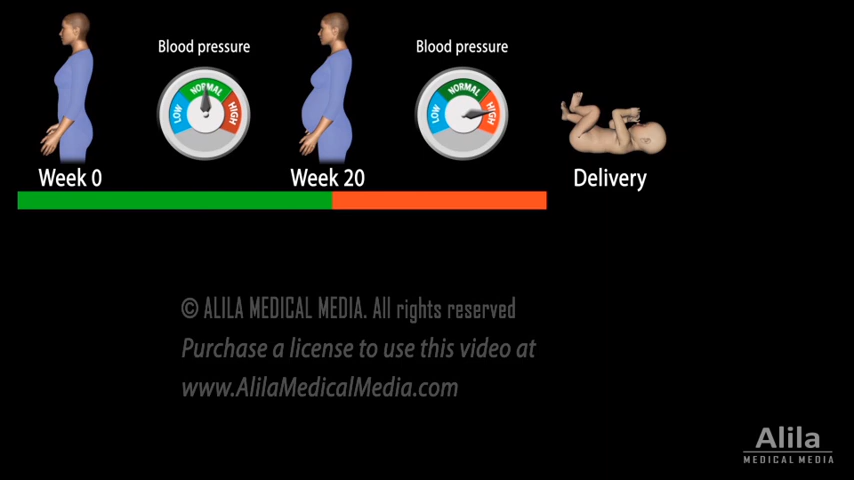 Blood pressure
Blood pressure
LOW
NORMAL
HIGH
LOW
NORMAL
HIGH
Week 0
Week 20
Delivery
© ALILA MEDICAL MEDIA. All rights reserved
Purchase a license to use this video at
www.AlilaMedicalMedia.com
Alila
MEDICAL MEDIA